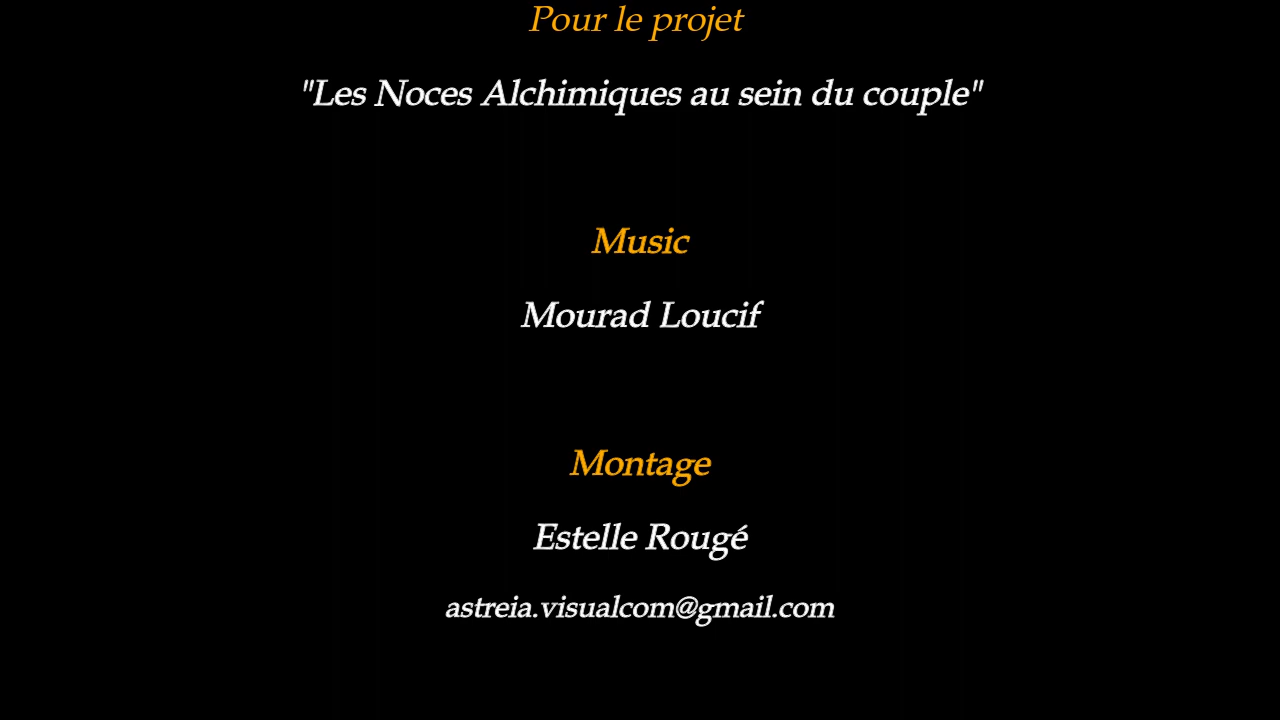 Pour le projet
"Les Noces Alchimiques au sein du couple"
Music
Mourad Loucif
Montage
Estelle Rougé
astreia.visualcom@gmail.com